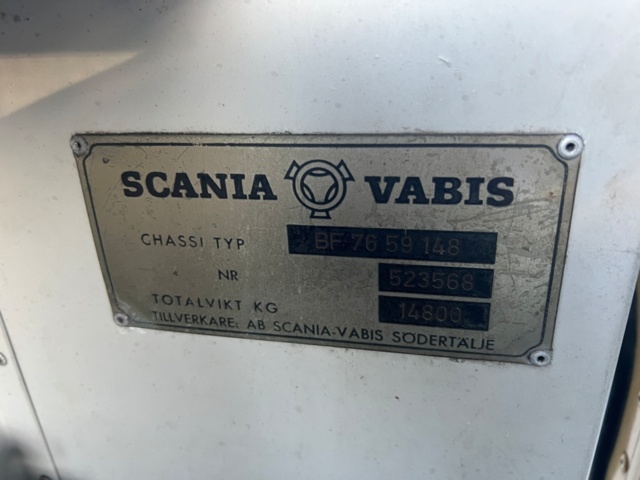 SCANIA VABIS
CHASSI TYP BF 76 59 148
NR 523568
TOTALVIKT KG 14800
TILLVERKARE: AB SCANIA-VABIS SÖDERTÄLJE